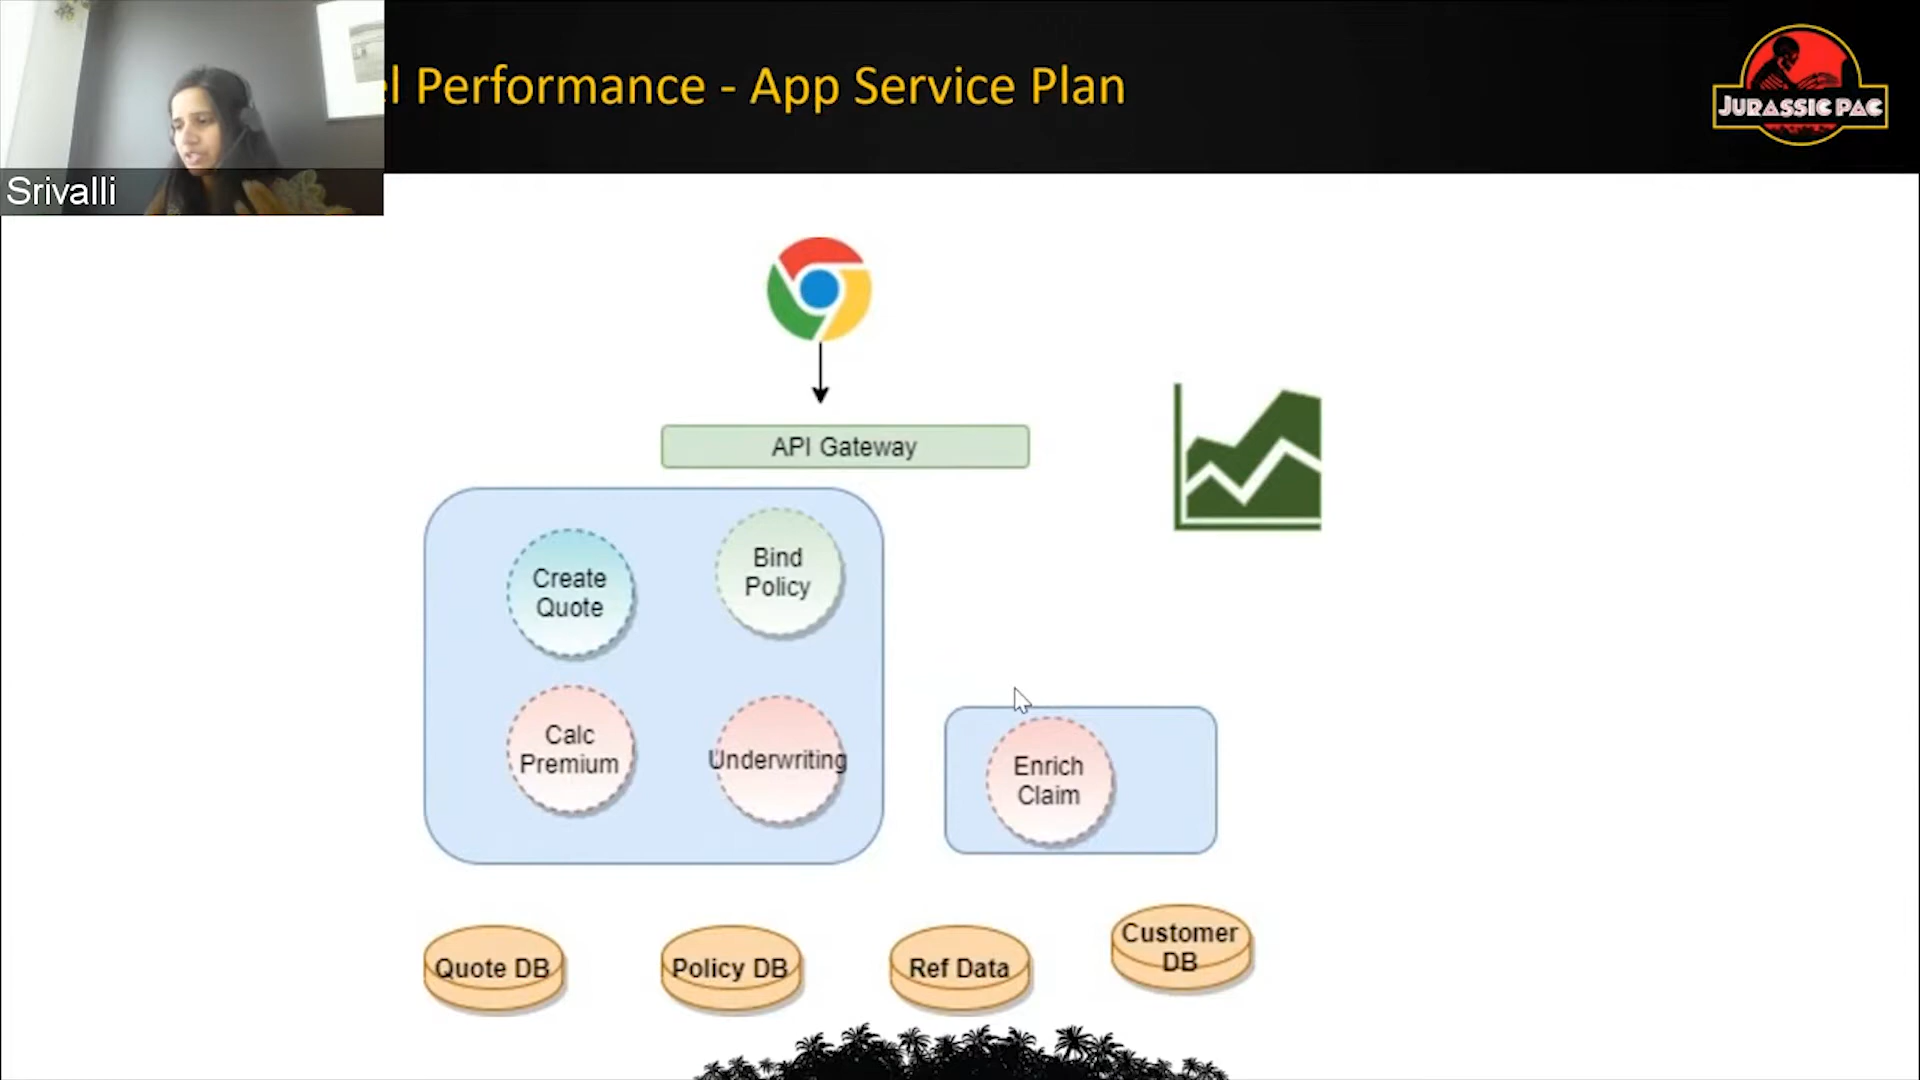 el Performance - App Service Plan
JURASSIC PAC
Srivalli
API Gateway
Create
Quote
Bind
Policy
Calc
Premium
Underwriting
Enrich
Claim
Quote DB
Policy DB
Ref Data
Customer
DB